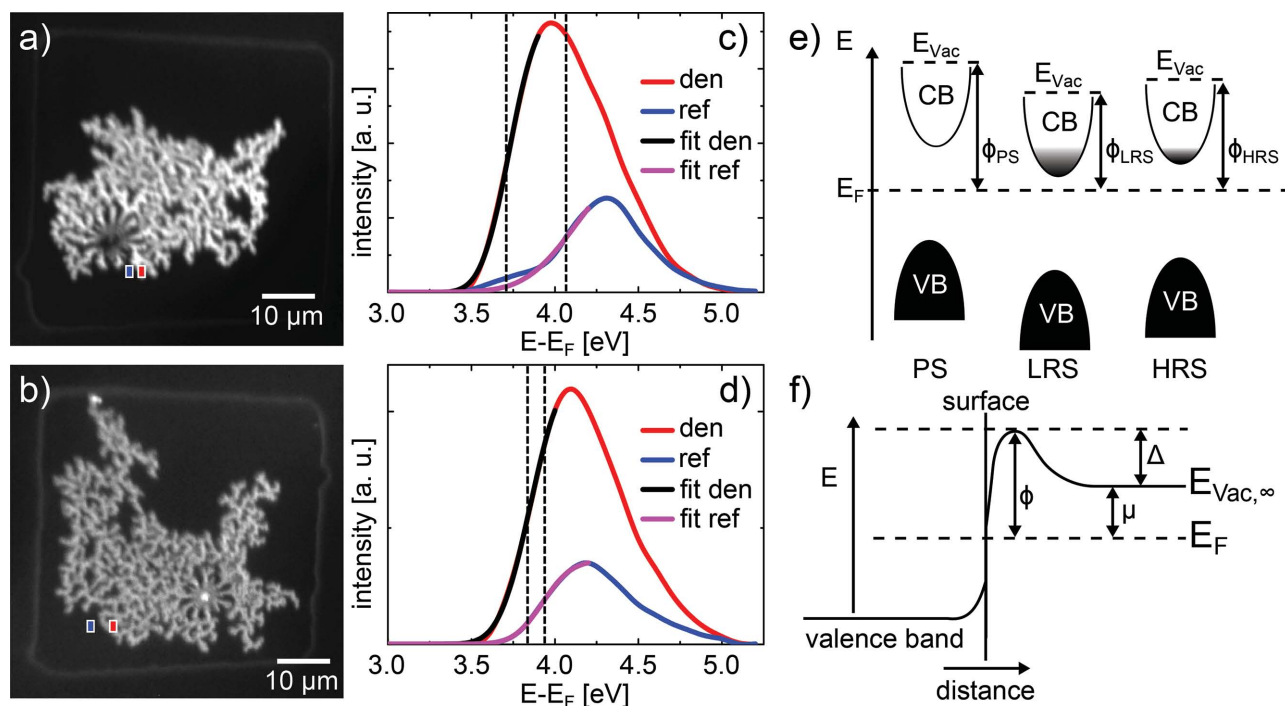 a)
10 µm
b)
10 µm
c)
intensity [a. u.]
den
ref
fit den
fit ref
3.0 3.5 4.0 4.5 5.0
E-E_F [eV]
d)
intensity [a. u.]
den
ref
fit den
fit ref
3.0 3.5 4.0 4.5 5.0
E-E_F [eV]
e)
E
E_Vac E_Vac E_Vac
CB CB CB
ϕ_PS ϕ_LRS ϕ_HRS
E_F
VB VB VB
PS LRS HRS
f)
surface
E
Δ
ϕ
E_Vac,∞
µ
E_F
valence band
distance